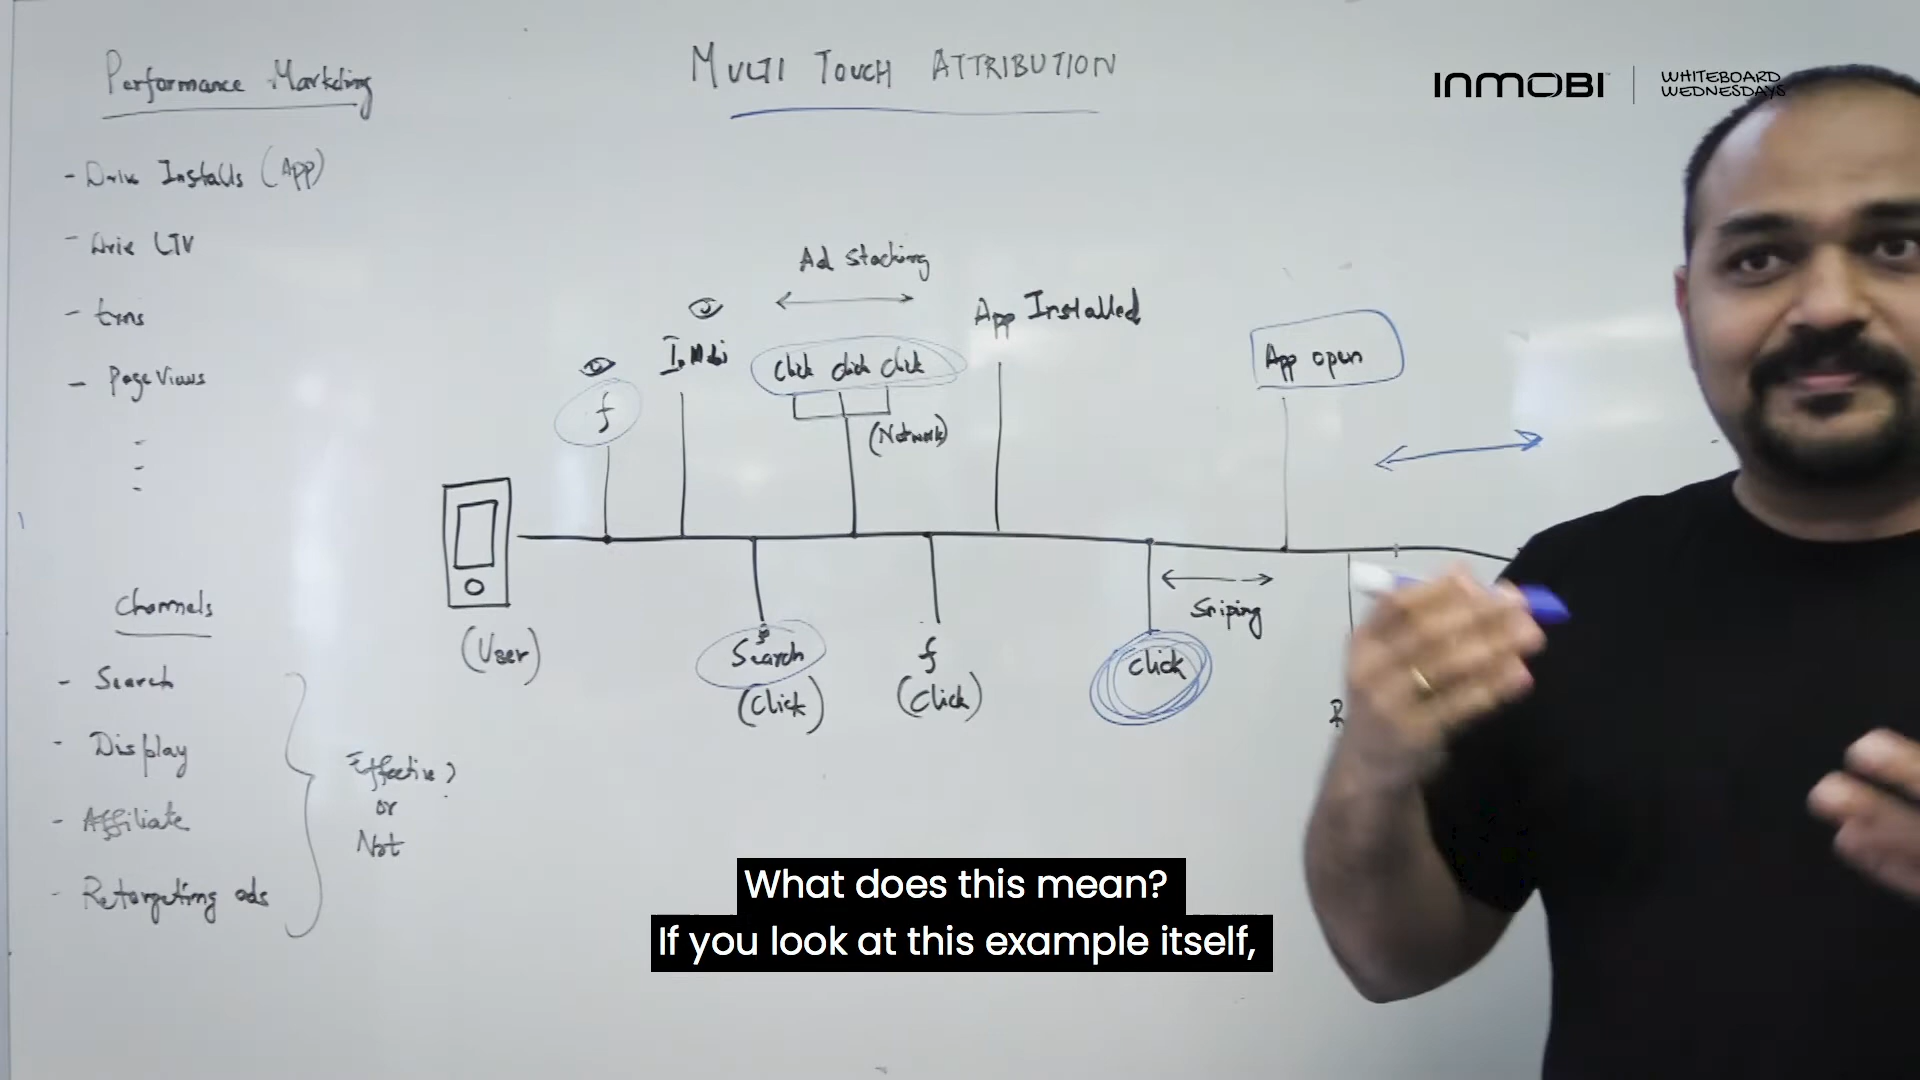 MULTI TOUCH ATTRIBUTION
INMOBI
WHITEBOARD
WEDNESDAYS
Performance Marketing
- Drive Installs (App)
- Drive LTV
- txns
- Page Views
Channels
- Search
- Display
- Affiliate
- Retargeting ads
Effective?
or
Not
(User)
f
InMobi
Ad Stacking
Click Click Click
(Network)
App Installed
App open
Search
(Click)
f
(Click)
Click
Sniping
R
What does this mean?
If you look at this example itself,